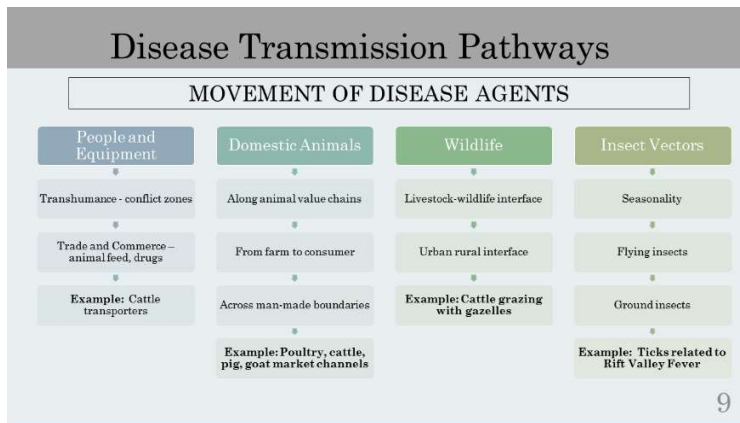 Disease Transmission Pathways
MOVEMENT OF DISEASE AGENTS
People and
Equipment
Transhumance - conflict zones
Trade and Commerce –
animal feed, drugs
Example: Cattle
transporters
Domestic Animals
Along animal value chains
From farm to consumer
Across man-made boundaries
Example: Poultry, cattle,
pig, goat market channels
Wildlife
Livestock-wildlife interface
Urban rural interface
Example: Cattle grazing
with gazelles
Insect Vectors
Seasonality
Flying insects
Ground insects
Example: Ticks related to
Rift Valley Fever
9